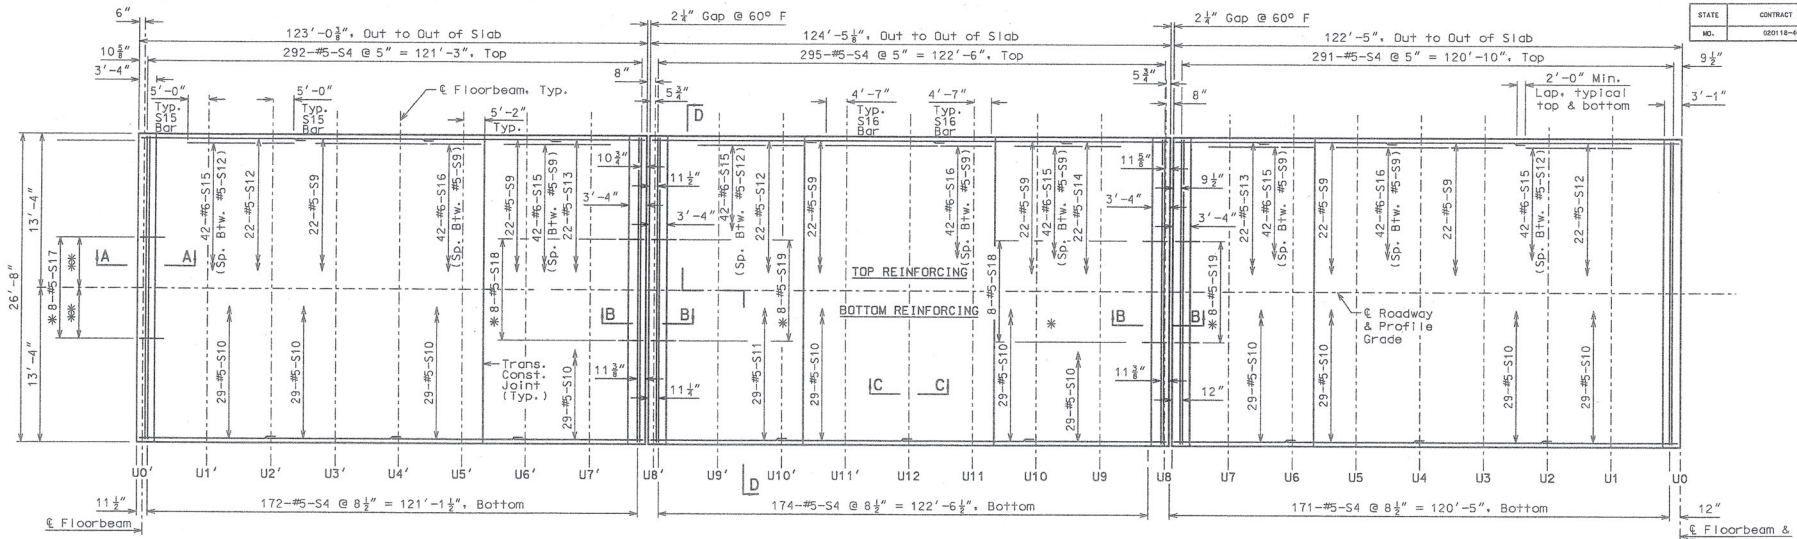 6"
2¼" Gap @ 60° F
2¼" Gap @ 60° F
STATE CONTRACT
MO.
123'-0⅜", Out to Out of Slab
124'-5⅛", Out to Out of Slab
122'-5", Out to Out of Slab
10⅝"
292-#5-S4 @ 5" = 121'-3", Top
295-#5-S4 @ 5" = 122'-6", Top
291-#5-S4 @ 5" = 120'-10", Top
9½"
3'-4"
8"
5¾"
5¾"
8"
2'-0" Min.
Lap, typical
top & bottom
3'-1"
5'-0"
Typ.
S15
Bar
5'-0"
Typ.
S15
Bar
℄ Floorbeam, Typ.
5'-2"
Typ.
D
4'-7"
Typ.
S16
Bar
4'-7"
Typ.
S16
Bar
26'-8"
13'-4"
13'-4"
* 8-#5-S17
**
**
A
A
42-#6-S15
(Sp. Btw. #5-S12)
22-#5-S12
22-#5-S9
42-#6-S16
(Sp. Btw. #5-S9)
22-#5-S9
42-#6-S15
(Sp. Btw. #5-S9)
22-#5-S13
10¾"
3'-4"
11½"
3'-4"
* 8-#5-S18
B
B
42-#6-S15
(Sp. Btw. #5-S12)
22-#5-S12
* 8-#5-S19
22-#5-S9
42-#6-S16
(Sp. Btw. #5-S9)
8-#5-S18
22-#5-S9
42-#6-S15
(Sp. Btw. #5-S9)
22-#5-S14
11⅝"
3'-4"
9½"
3'-4"
TOP REINFORCING
BOTTOM REINFORCING
*
B
B
* 8-#5-S19
22-#5-S13
42-#6-S15
(Sp. Btw. #5-S9)
22-#5-S9
42-#6-S16
(Sp. Btw. #5-S9)
22-#5-S9
42-#6-S15
(Sp. Btw. #5-S12)
22-#5-S12
℄ Roadway
& Profile
Grade
29-#5-S10
29-#5-S10
29-#5-S10
Trans.
Const.
Joint
(Typ.)
29-#5-S10
11⅜"
11¼"
29-#5-S11
29-#5-S10
C
C
29-#5-S10
29-#5-S10
11⅜"
12"
29-#5-S10
29-#5-S10
29-#5-S10
29-#5-S10
U0' U1' U2' U3' U4' U5' U6' U7' U8' U9' U10' U11' U12 U11 U10 U9 U8 U7 U6 U5 U4 U3 U2 U1 U0
D
11½"
172-#5-S4 @ 8½" = 121'-1½", Bottom
174-#5-S4 @ 8½" = 122'-6½", Bottom
171-#5-S4 @ 8½" = 120'-5", Bottom
12"
℄ Floorbeam
℄ Floorbeam &